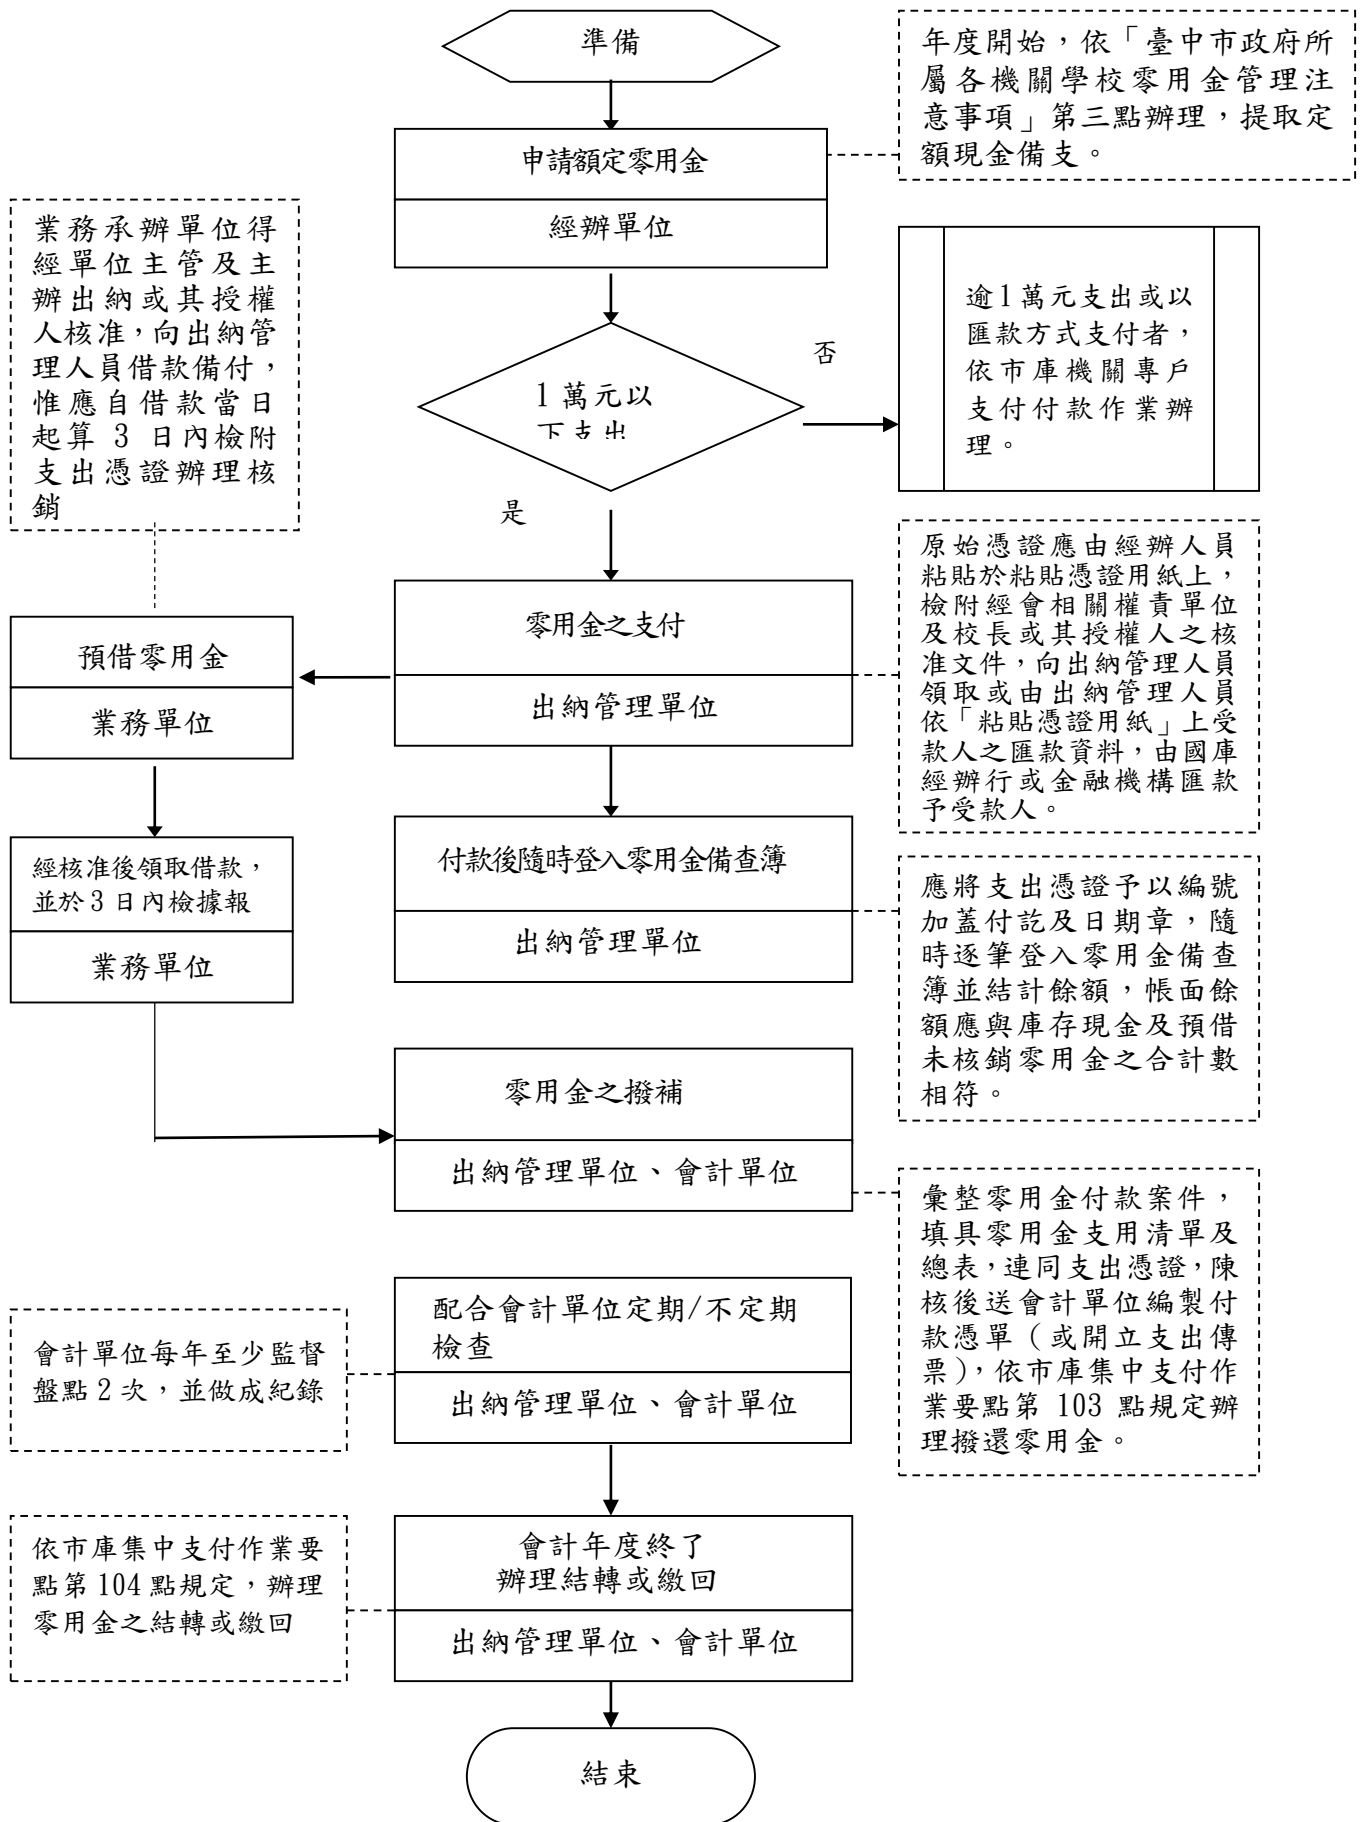 準備
年度開始，依「臺中市政府所
屬各機關學校零用金管理注
意事項」第三點辦理，提取定
額現金備支。
申請額定零用金
經辦單位
業務承辦單位得
經單位主管及主
辦出納或其授權
人核准，向出納管
理人員借款備付，
惟應自借款當日
起算 3 日內檢附
支出憑證辦理核
銷
逾1萬元支出或以
匯款方式支付者，
依市庫機關專戶
支付付款作業辦
理。
否
1 萬元以
下支出
是
原始憑證應由經辦人員
粘貼於粘貼憑證用紙上，
檢附經會相關權責單位
及校長或其授權人之核
准文件，向出納管理人員
領取或由出納管理人員
依「粘貼憑證用紙」上受
款人之匯款資料，由國庫
經辦行或金融機構匯款
予受款人。
零用金之支付
出納管理單位
預借零用金
業務單位
經核准後領取借款，
並於3日內檢據報
業務單位
付款後隨時登入零用金備查簿
出納管理單位
應將支出憑證予以編號
加蓋付訖及日期章，隨
時逐筆登入零用金備查
簿並結計餘額，帳面餘
額應與庫存現金及預借
未核銷零用金之合計數
相符。
零用金之撥補
出納管理單位、會計單位
彙整零用金付款案件，
填具零用金支用清單及
總表，連同支出憑證，陳
核後送會計單位編製付
款憑單（或開立支出傳
票），依市庫集中支付作
業要點第 103 點規定辦
理撥還零用金。
配合會計單位定期/不定期
檢查
出納管理單位、會計單位
會計單位每年至少監督
盤點2次，並做成紀錄
會計年度終了
辦理結轉或繳回
出納管理單位、會計單位
依市庫集中支付作業要
點第104點規定，辦理
零用金之結轉或繳回
結束